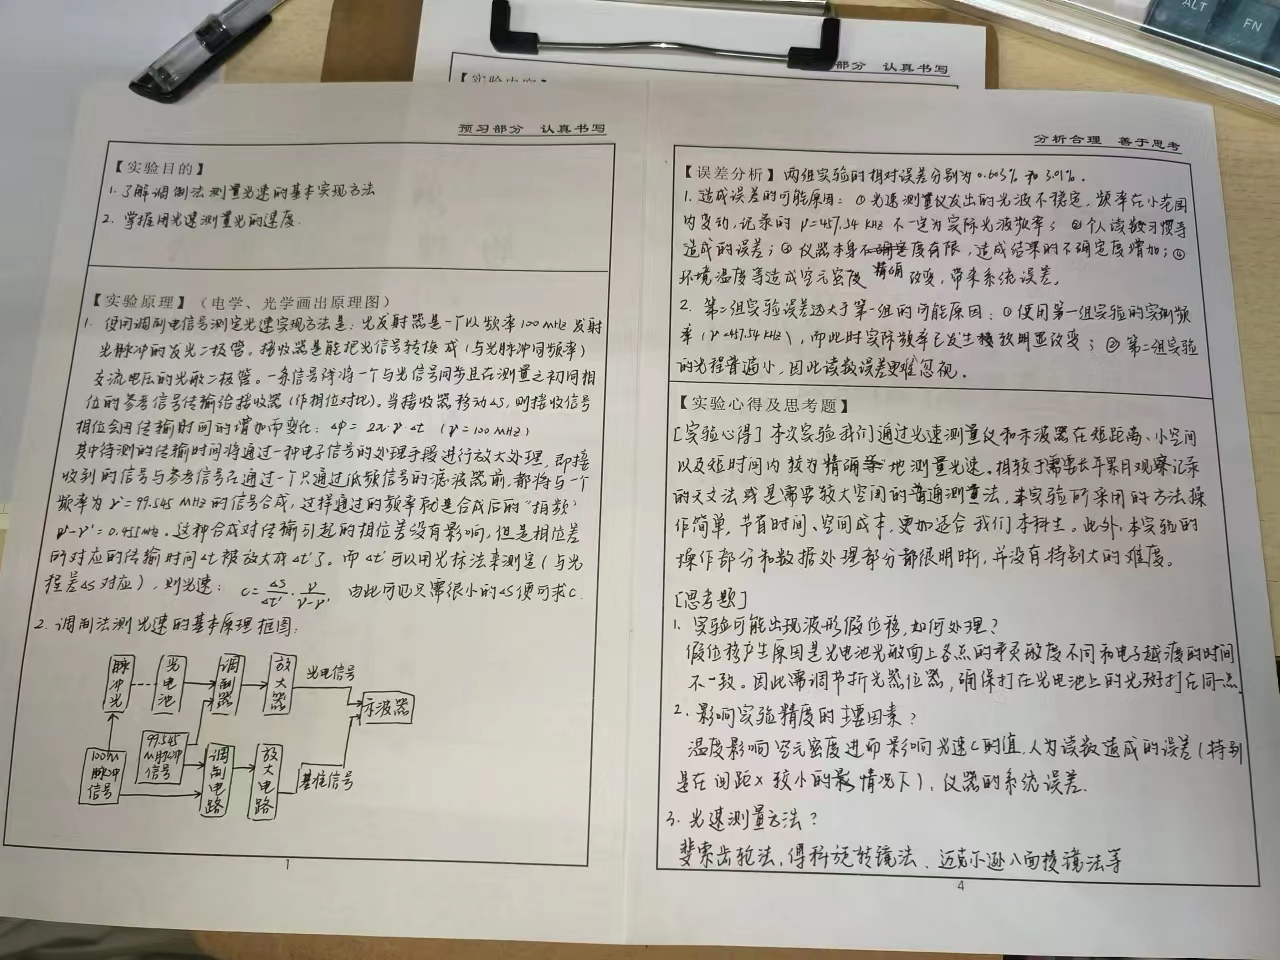 ALT
FN
【实验内容】
部分 认真书写
预习部分 认真书写
【实验目的】
1. 了解调制法测量光速的基本实现方法
2. 掌握用光速测量光的速度.
【实验原理】（电学、光学画出原理图）
1. 使用调制电信号测定光速实现方法是：光发射器是一个以频率100 MHz 发射
光脉冲的发光二极管。接收器是能把光信号转换成（与光脉冲同频率）
交流电压的光敏二极管。一条信号线将一个与光信号同步且在测量之初同相
位的参考信号传输给接收器（作相位对比）。当接收器移动ΔS, 则接收信号
相位会因传输时间的增加而变化：Δφ = 2π·ν·Δt （ν=100MHz）
其中待测的传输时间将通过一种电子信号的处理手段进行放大处理，即接
收到的信号与参考信号在通过一个只通过低频信号的滤波器前，都将与一个
频率为 ν'=99.545 MHz的信号合成，这样通过的频率就是合成后的“拍频”
ν-ν'=0.455MHz。这种合成对传输引起的相位差没有影响，但是相位差
所对应的传输时间Δt被放大成Δt'了。而Δt'可以用光标法来测定（与光
程差ΔS对应），则光速： c=ΔS/Δt'·ν/ν-ν' 由此可见只需很小的ΔS便可求c.
2. 调制法测光速的基本原理框图：
脉冲光 光电池 调制器 放大器 光电信号
示波器
100M脉冲信号 99.545M脉冲信号 调制电路 放大电路 基准信号
1
分析合理 善于思考
【误差分析】两组实验的相对误差分别为0.603% 和 3.01%.
1. 造成误差的可能原因：①光速测量仪发出的光波不稳定，频率在小范围
内变动，记录的 ν=457.54 kHz 不一定为实际光波频率；②个人读数习惯等
造成的误差；③仪器本身精确度有限，造成结果的不确定度增加；④
环境温度等造成空气密度改变，带来系统误差.
2. 第二组实验误差远大于第一组的可能原因：①使用第一组实验的实测频
率（ν=457.54kHz），而此时实际频率已发生较明显改变；②第二组实验
的光程普遍小，因此读数误差更难忽视.
【实验心得及思考题】
[实验心得] 本次实验我们通过光速测量仪和示波器在短距离、小空间
以及短时间内较为精确地测量光速。相较于需要长年累月观察记录
的天文法或是需要较大空间的普通测量法，本实验所采用的方法操
作简单，节省时间、空间成本，更加适合我们本科生。此外，本实验的
操作部分和数据处理部分都很明晰，并没有特别大的难度。
[思考题]
1. 实验可能出现波形假位移，如何处理？
假位移产生原因是光电池光敏面上各点的灵敏度不同和电子越渡的时间
不一致。因此需调节折光器位置，确保打在光电池上的光斑打在同一点.
2. 影响实验精度的主要因素？
温度影响空气密度进而影响光速c的值，人为读数造成的误差（特别
是在间距x较小的情况下），仪器的系统误差.
3. 光速测量方法？
斐索齿轮法，傅科旋转镜法，迈克尔逊八面棱镜法等
4